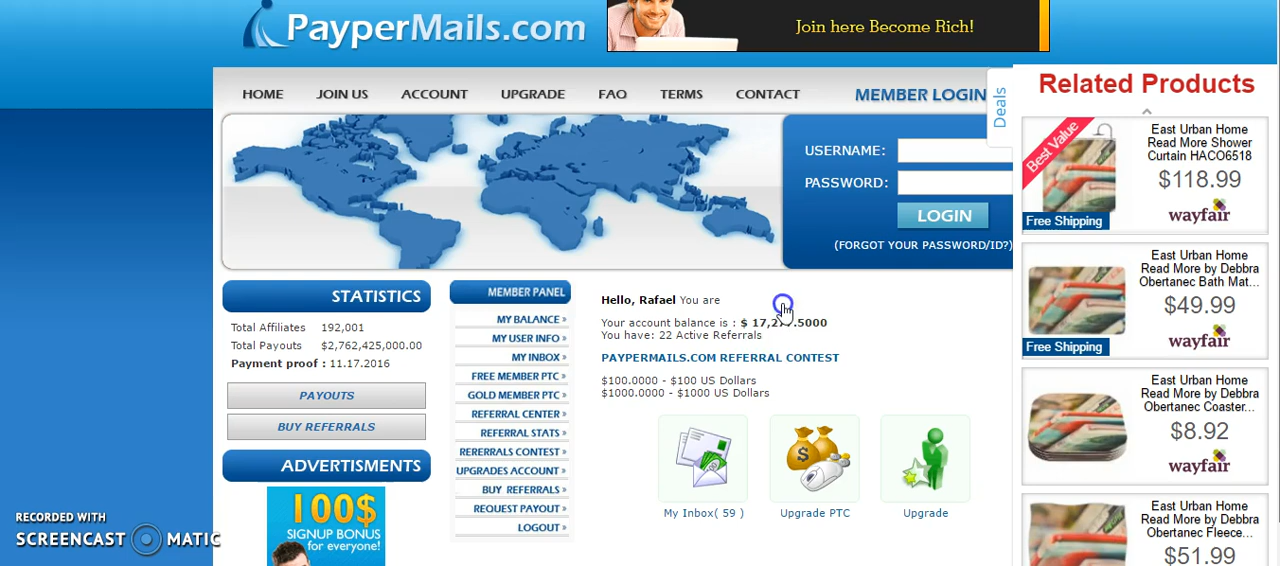 PayperMails.com
Join here Become Rich!
HOME JOIN US ACCOUNT UPGRADE FAQ TERMS CONTACT MEMBER LOGIN
USERNAME:
PASSWORD:
LOGIN
(FORGOT YOUR PASSWORD/ID?)
STATISTICS
Total Affiliates 192,001
Total Payouts $2,762,425,000.00
Payment proof : 11.17.2016
PAYOUTS
BUY REFERRALS
ADVERTISMENTS
100$
SIGNUP BONUS
for everyone!
MEMBER PANEL
MY BALANCE »
MY USER INFO »
MY INBOX »
FREE MEMBER PTC »
GOLD MEMBER PTC »
REFERRAL CENTER »
REFERRAL STATS »
RERERRALS CONTEST »
UPGRADES ACCOUNT »
BUY REFERRALS »
REQUEST PAYOUT »
LOGOUT »
Hello, Rafael You are
Your account balance is : $
You have: 22 Active Referrals
PAYPERMAILS.COM REFERRAL CONTEST
$100.0000 - $100 US Dollars
$1000.0000 - $1000 US Dollars
My Inbox( 59 )
Upgrade PTC
Upgrade
Deals
Related Products
Best Value
East Urban Home
Read More Shower
Curtain HACO6518
$118.99
Free Shipping
wayfair
East Urban Home
Read More by Debbra
Obertanec Bath Mat...
$49.99
Free Shipping
wayfair
East Urban Home
Read More by Debbra
Obertanec Coaster...
$8.92
wayfair
East Urban Home
Read More by Debbra
Obertanec Fleece...
$51.99
RECORDED WITH
SCREENCAST MATIC